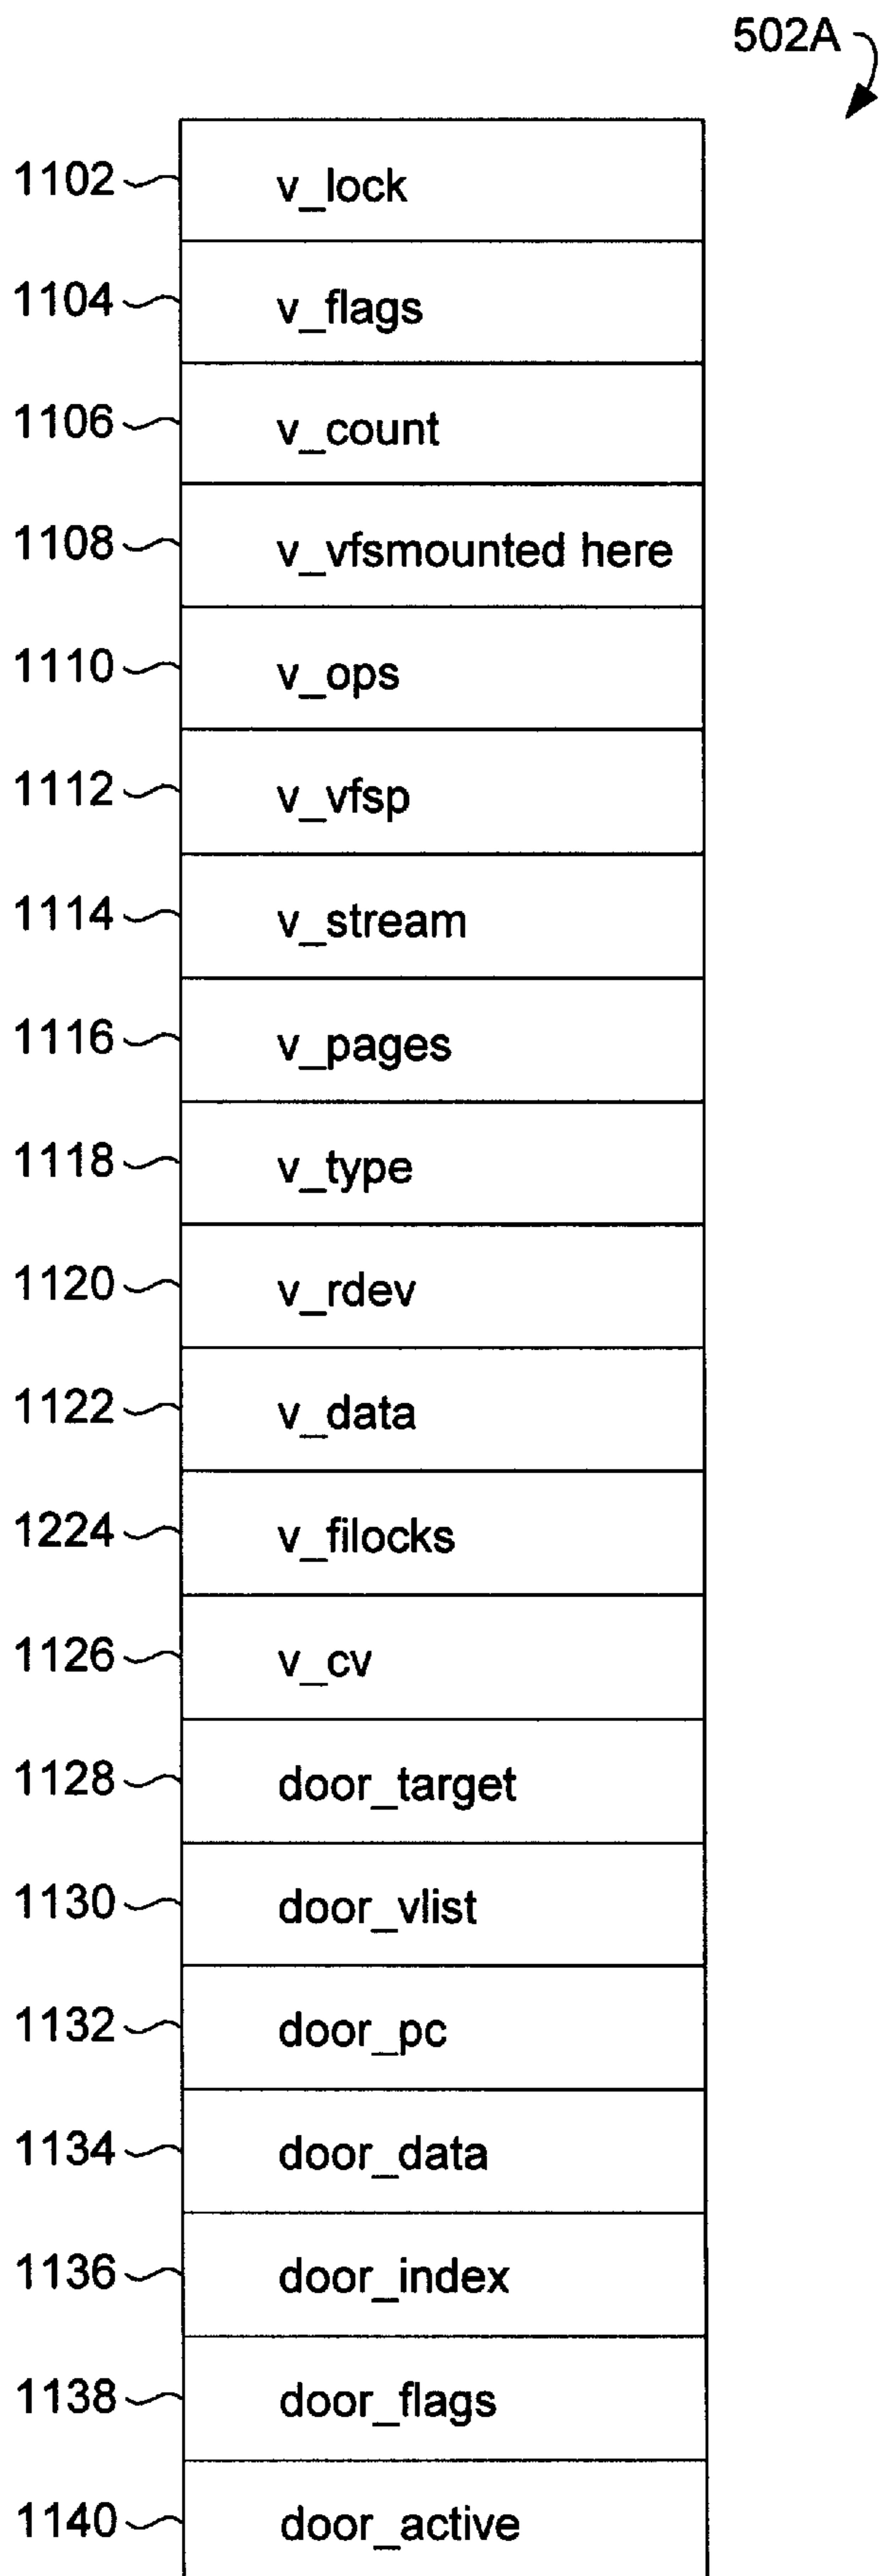 502A
1102 v_lock
1104 v_flags
1106 v_count
1108 v_vfsmounted here
1110 v_ops
1112 v_vfsp
1114 v_stream
1116 v_pages
1118 v_type
1120 v_rdev
1122 v_data
1224 v_filocks
1126 v_cv
1128 door_target
1130 door_vlist
1132 door_pc
1134 door_data
1136 door_index
1138 door_flags
1140 door_active